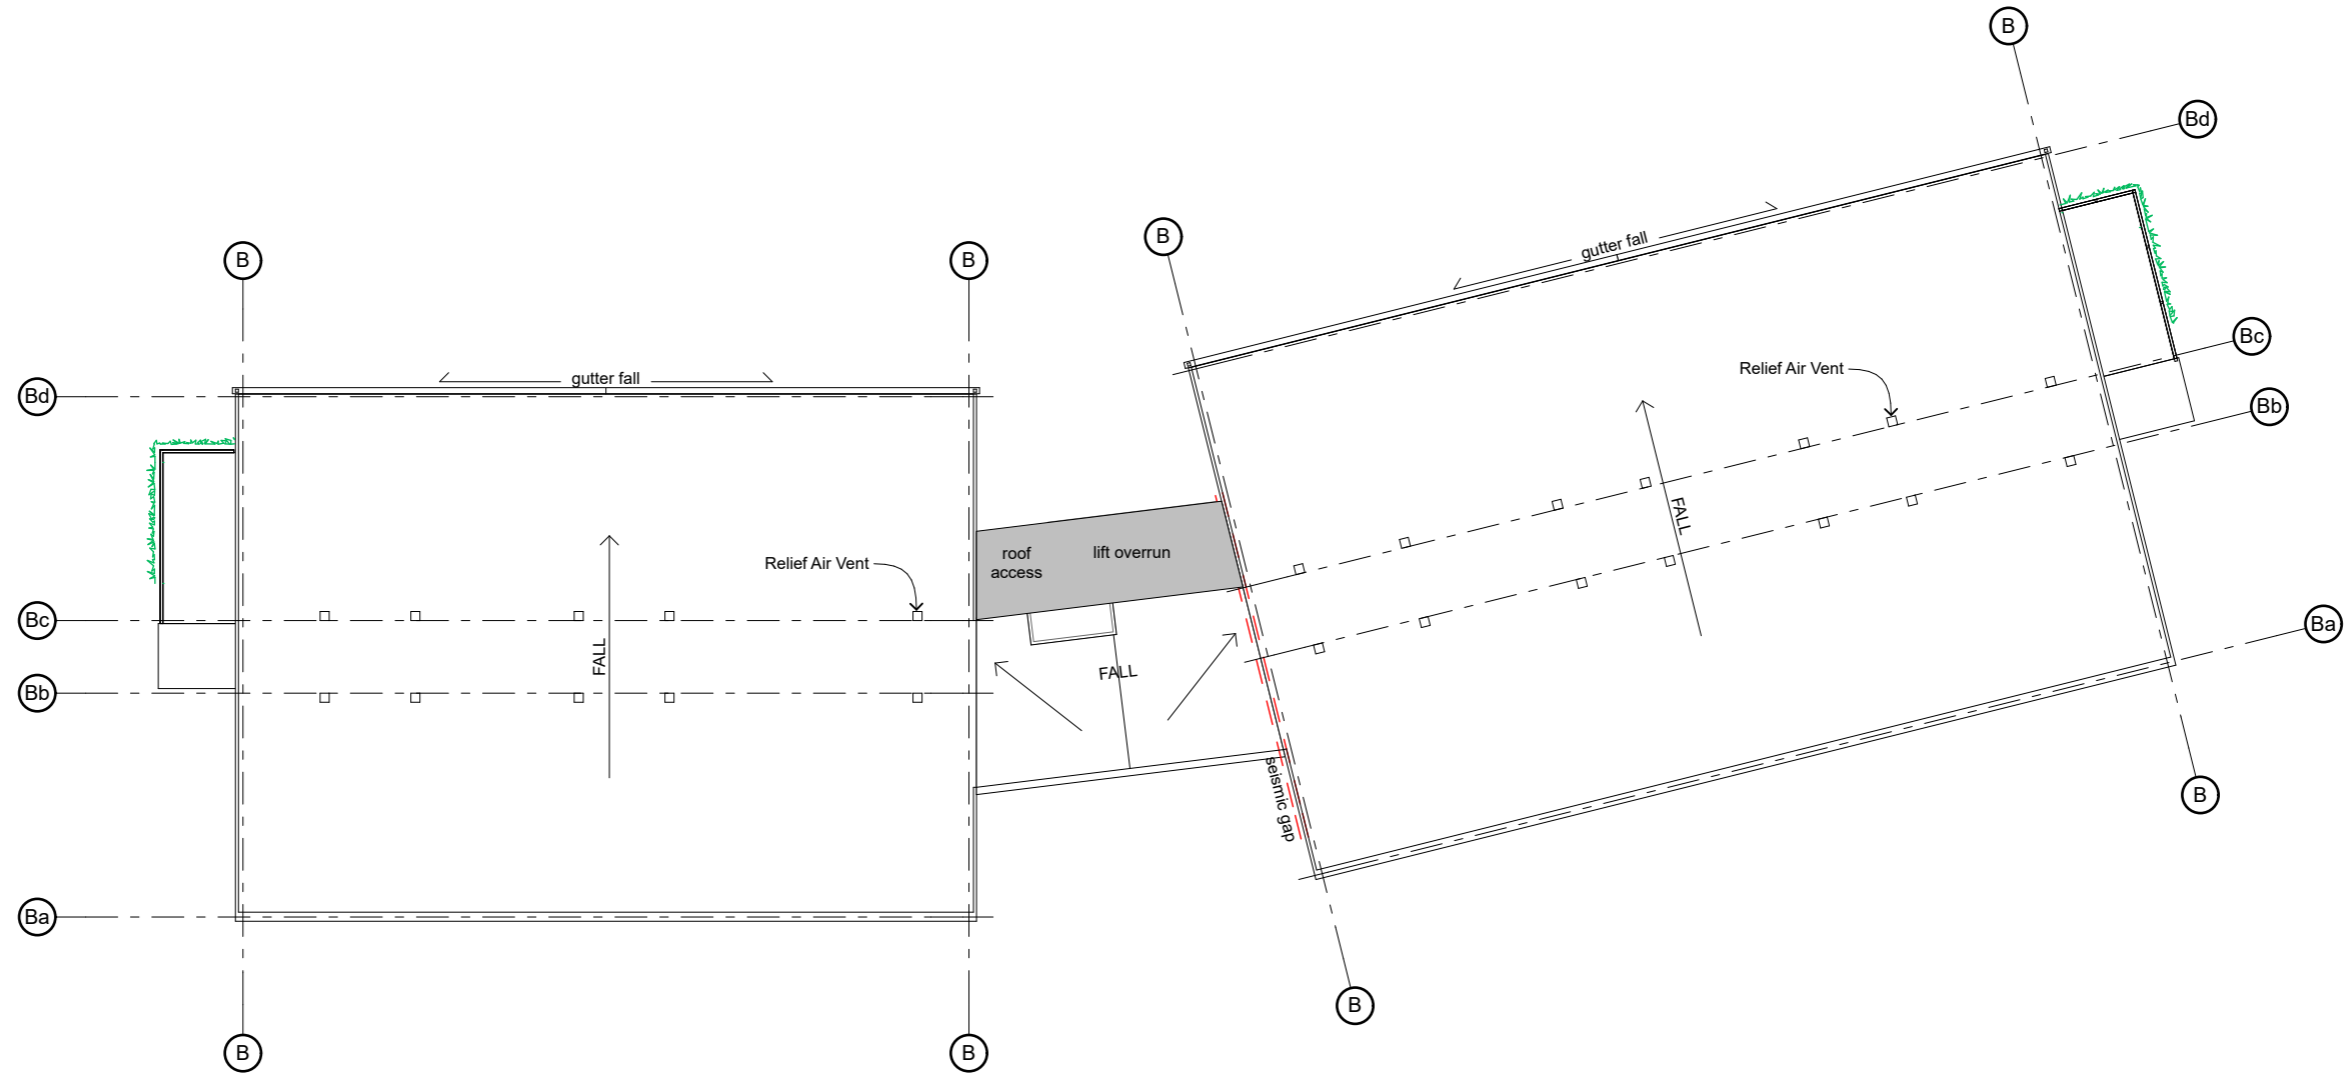 B
Bd
B
B
B
gutter fall
Bc
Relief Air Vent
gutter fall
Bd
Bb
roof
access
lift overrun
FALL
Relief Air Vent
Bc
FALL
FALL
Ba
Bb
seismic gap
B
Ba
B
B
B